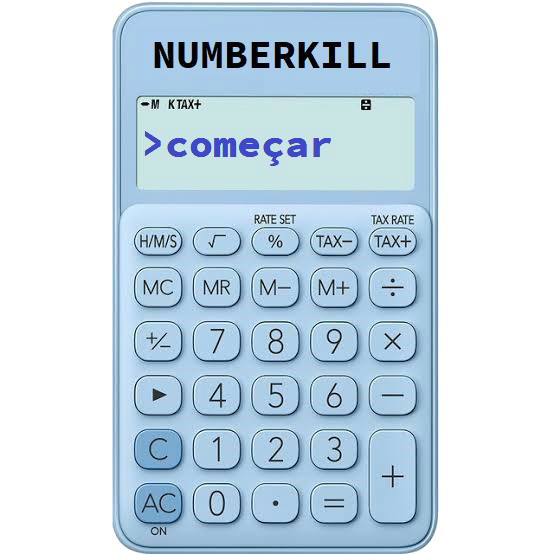 NUMBERKILL
M K TAX+
>começar
RATE SET TAX RATE
H/M/S √ % TAX− TAX+
MC MR M− M+ ÷
+/− 7 8 9 ×
▶ 4 5 6 −
C 1 2 3
+
AC 0 · =
ON